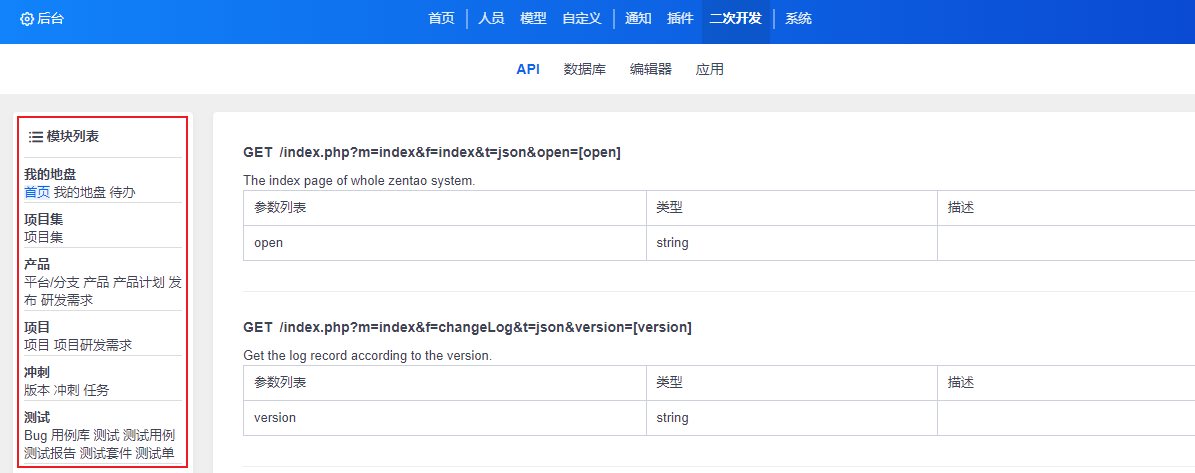 后台 首页 人员 模型 自定义 通知 插件 二次开发 系统
API 数据库 编辑器 应用
模块列表
我的地盘
首页 我的地盘 待办
项目集
项目集
产品
平台/分支 产品 产品计划 发
布 研发需求
项目
项目 项目研发需求
冲刺
版本 冲刺 任务
测试
Bug 用例库 测试 测试用例
测试报告 测试套件 测试单
GET /index.php?m=index&f=index&t=json&open=[open]
The index page of whole zentao system.
参数列表 类型 描述
open string
GET /index.php?m=index&f=changeLog&t=json&version=[version]
Get the log record according to the version.
参数列表 类型 描述
version string